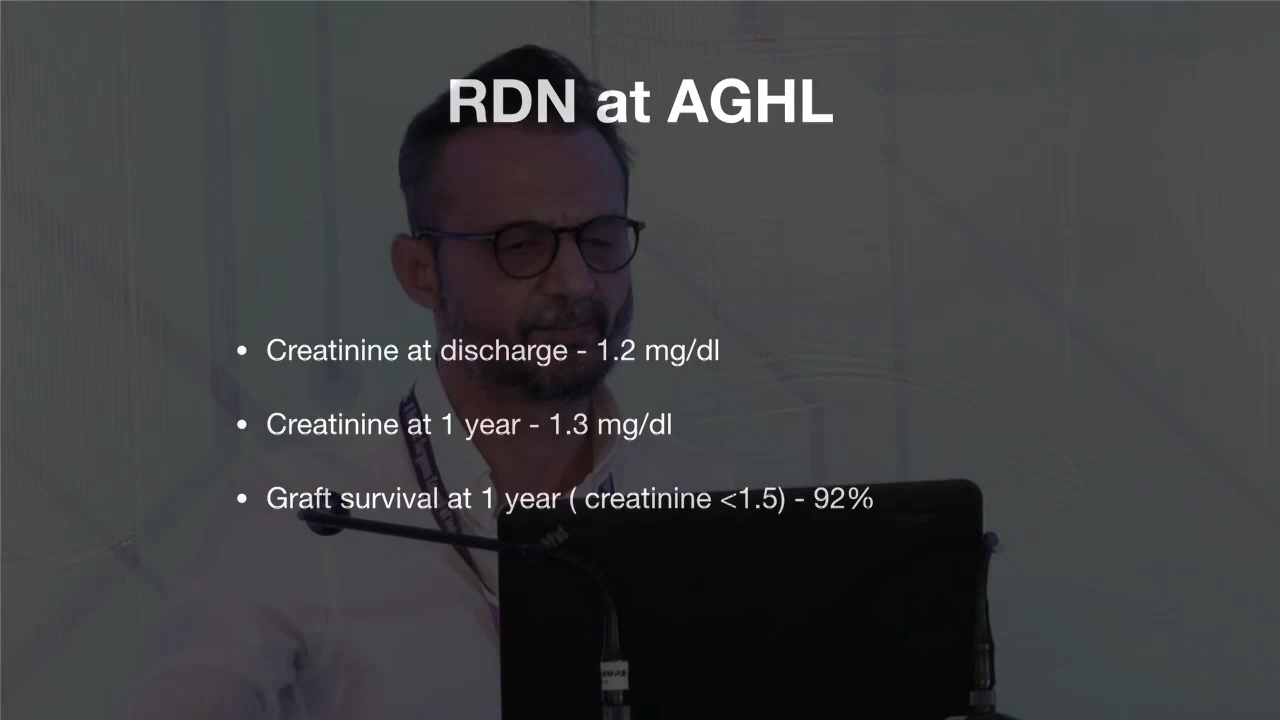 RDN at AGHL
• Creatinine at discharge - 1.2 mg/dl
• Creatinine at 1 year - 1.3 mg/dl
• Graft survival at 1 year ( creatinine <1.5) - 92%